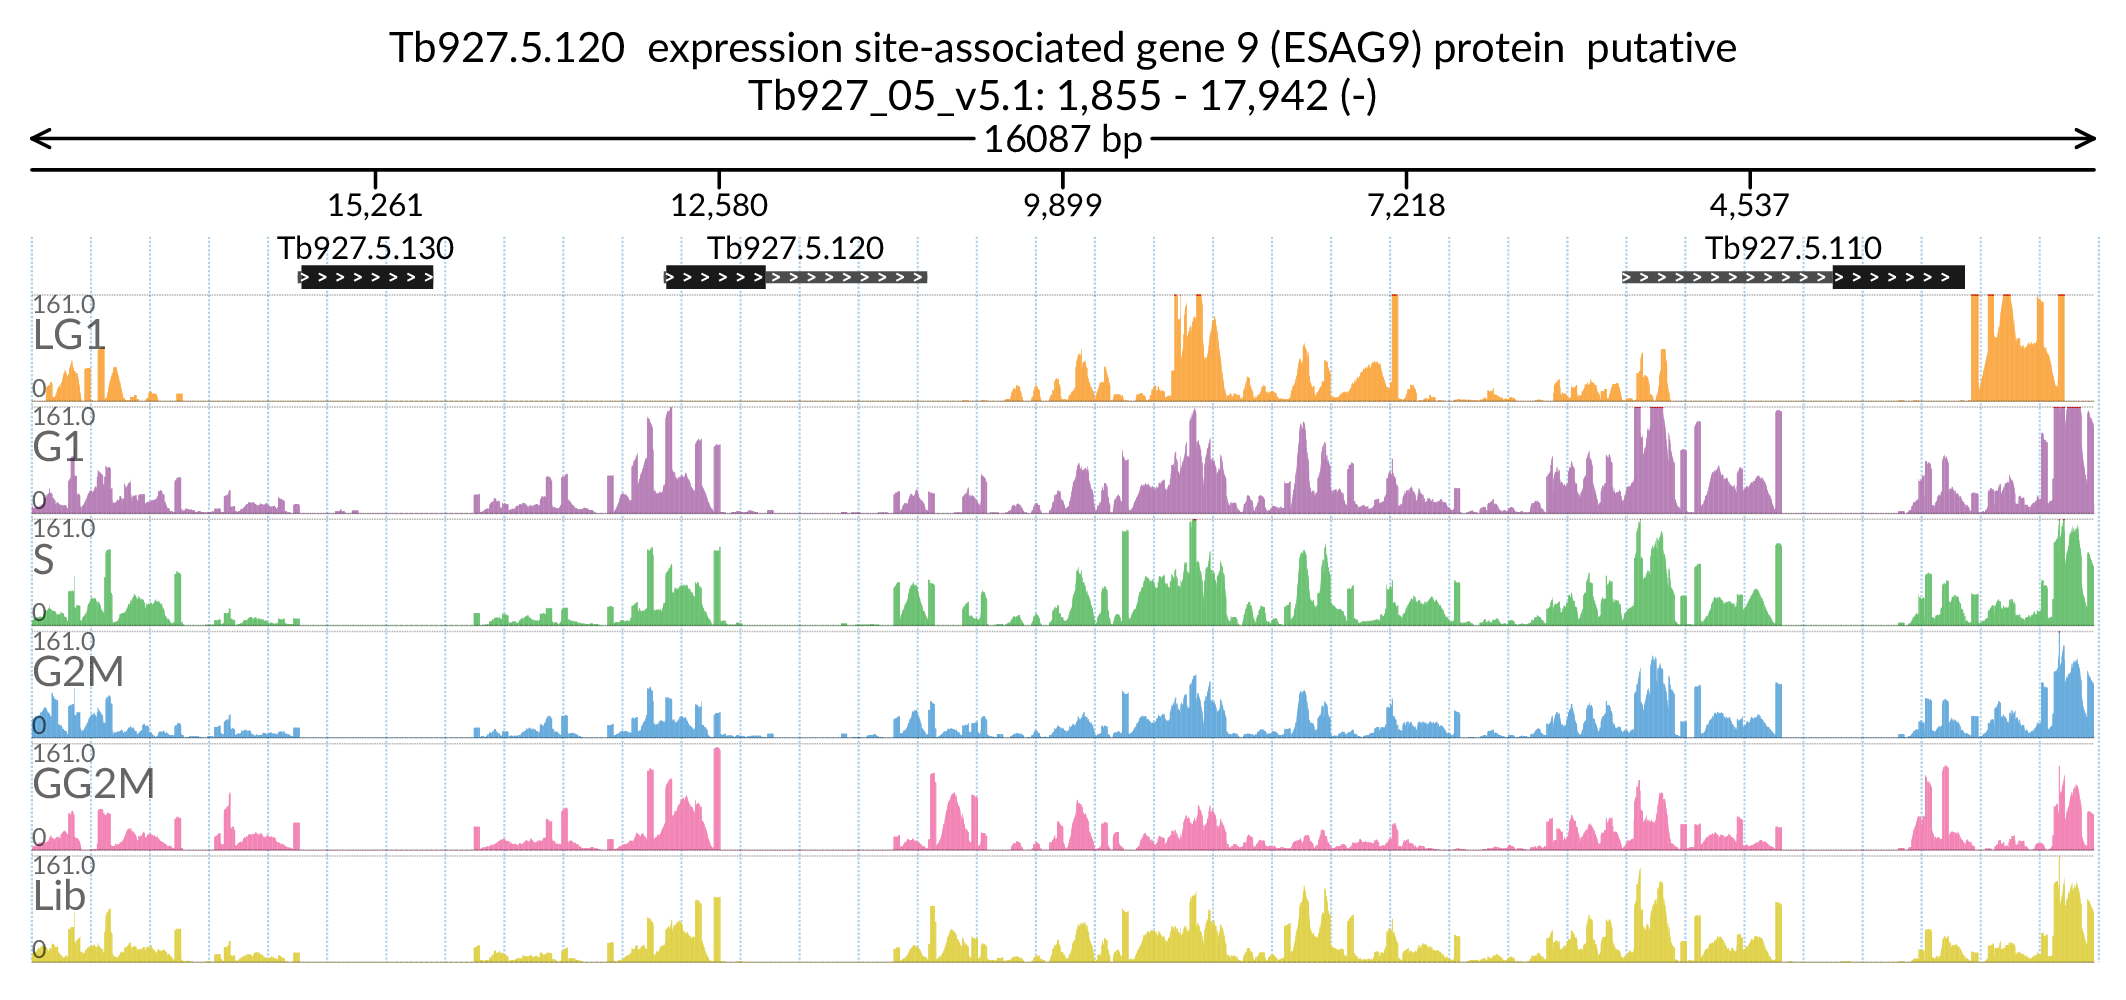 Tb927.5.120  expression site-associated gene 9 (ESAG9) protein  putative
Tb927_05_v5.1: 1,855 - 17,942 (-)
16087 bp
15,261 12,580 9,899 7,218 4,537
Tb927.5.130 Tb927.5.120 Tb927.5.110
161.0
LG1
0
161.0
G1
0
161.0
S
0
161.0
G2M
0
161.0
GG2M
0
161.0
Lib
0